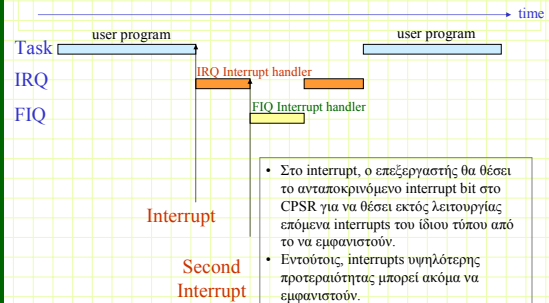 time
user program
user program
Task
IRQ Interrupt handler
IRQ
FIQ Interrupt handler
FIQ
• Στο interrupt, ο επεξεργαστής θα θέσει
το ανταποκρινόμενο interrupt bit στο
CPSR για να θέσει εκτός λειτουργίας
επόμενα interrupts του ίδιου τύπου από
το να εμφανιστούν.
• Εντούτοις, interrupts υψηλότερης
προτεραιότητας μπορεί ακόμα να
εμφανιστούν.
Interrupt
Second
Interrupt